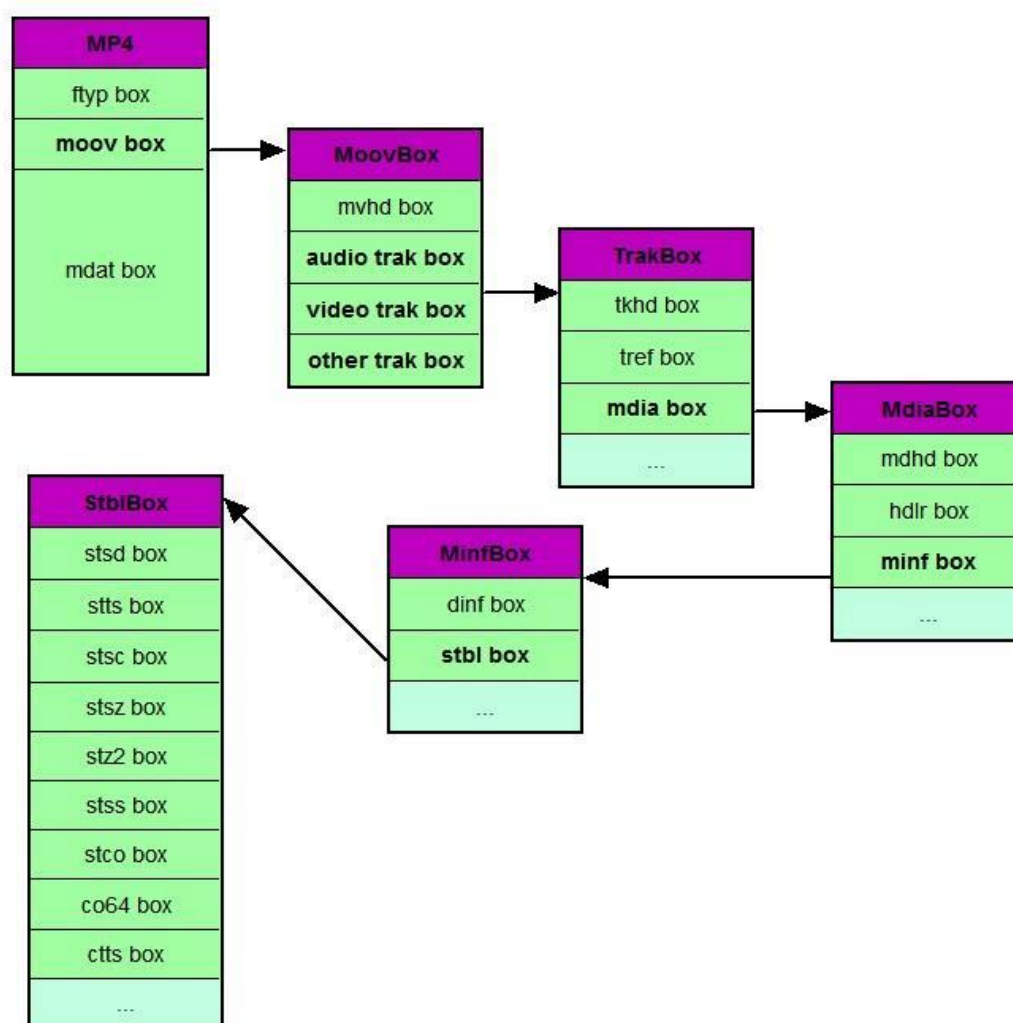 MP4
ftyp box
moov box
mdat box
MoovBox
mvhd box
audio trak box
video trak box
other trak box
TrakBox
tkhd box
tref box
mdia box
...
MdiaBox
mdhd box
hdlr box
minf box
...
MinfBox
dinf box
stbl box
...
StblBox
stsd box
stts box
stsc box
stsz box
stz2 box
stss box
stco box
co64 box
ctts box
...